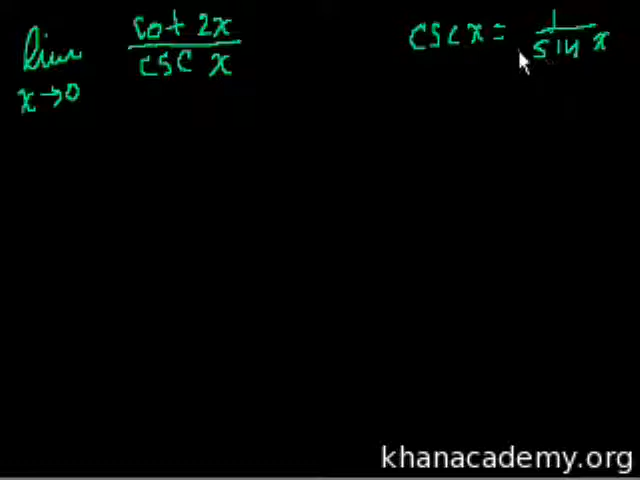 lim x→0 cot 2x / csc x
csc x = 1 / sin x
khanacademy.org